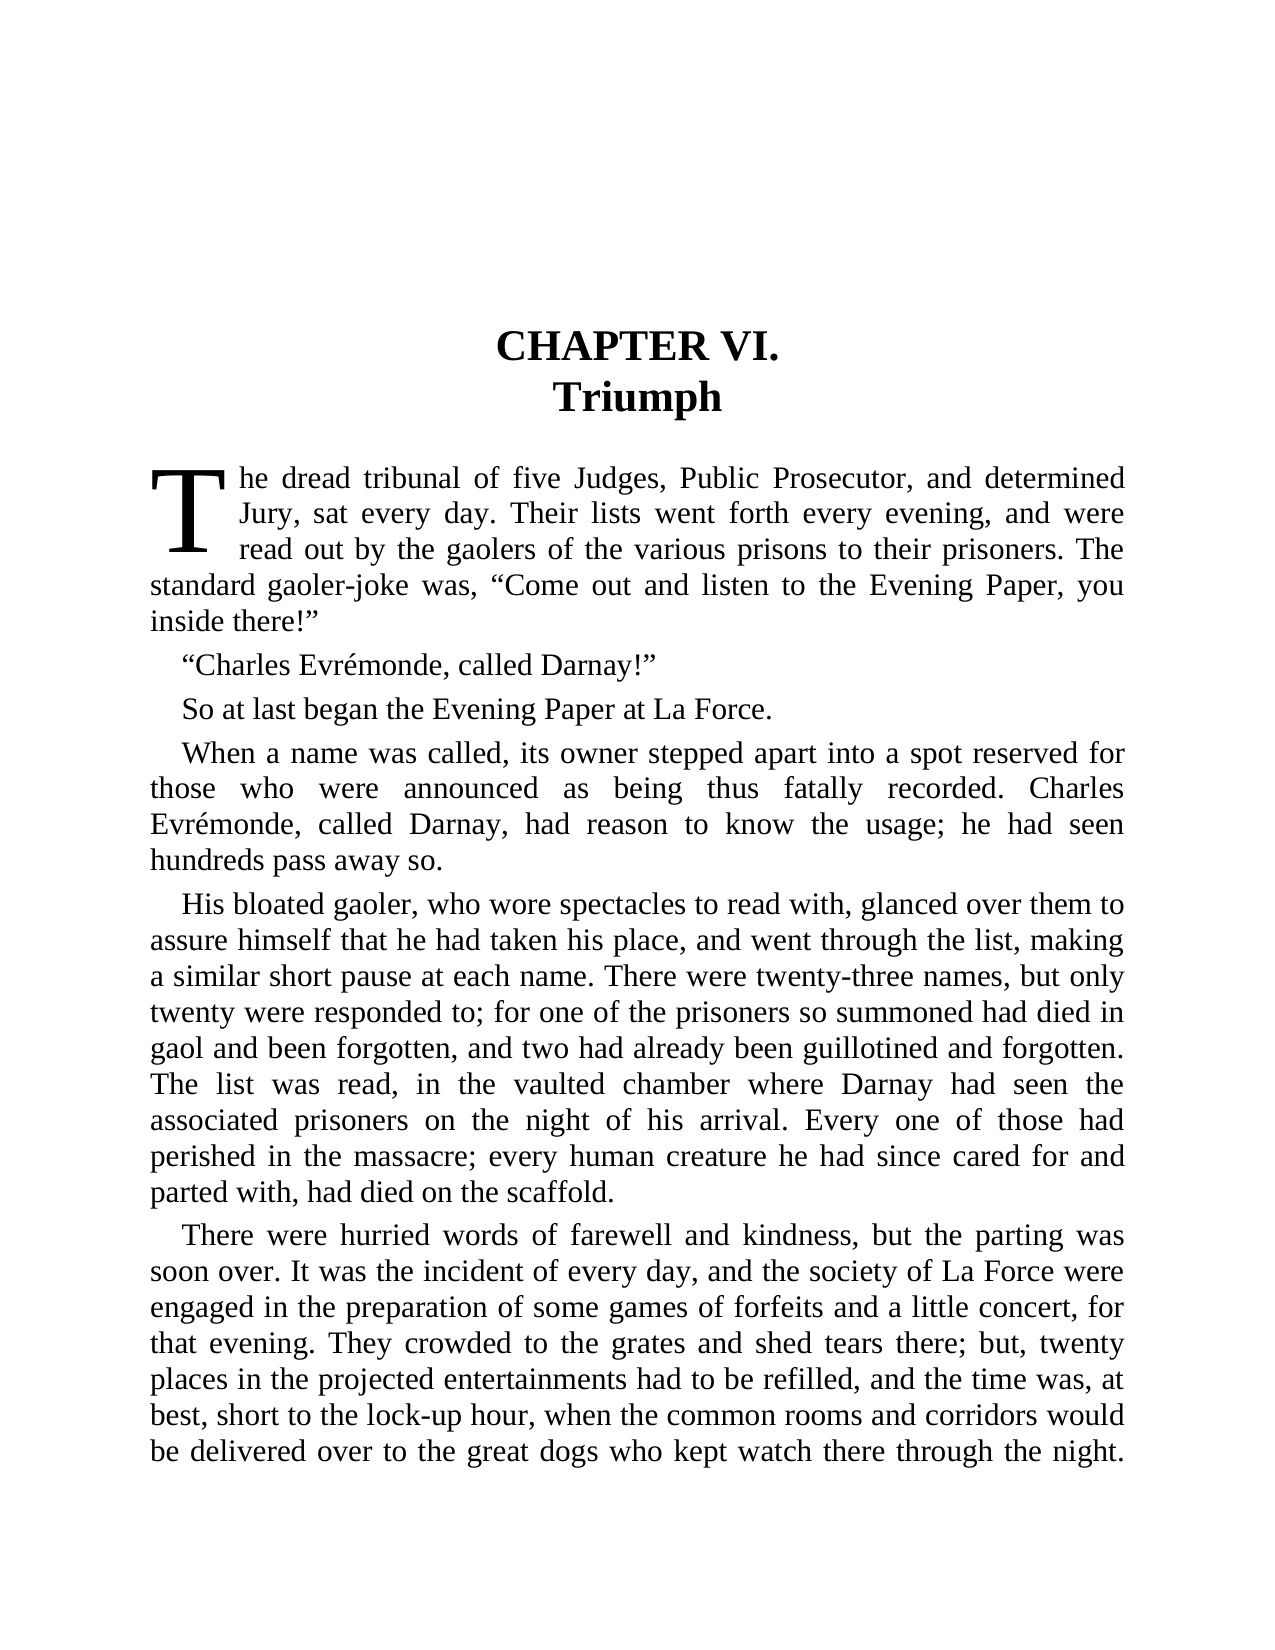 CHAPTER VI.
Triumph
The dread tribunal of five Judges, Public Prosecutor, and determined
Jury, sat every day. Their lists went forth every evening, and were
read out by the gaolers of the various prisons to their prisoners. The
standard gaoler-joke was, “Come out and listen to the Evening Paper, you
inside there!”
“Charles Evrémonde, called Darnay!”
So at last began the Evening Paper at La Force.
When a name was called, its owner stepped apart into a spot reserved for
those who were announced as being thus fatally recorded. Charles
Evrémonde, called Darnay, had reason to know the usage; he had seen
hundreds pass away so.
His bloated gaoler, who wore spectacles to read with, glanced over them to
assure himself that he had taken his place, and went through the list, making
a similar short pause at each name. There were twenty-three names, but only
twenty were responded to; for one of the prisoners so summoned had died in
gaol and been forgotten, and two had already been guillotined and forgotten.
The list was read, in the vaulted chamber where Darnay had seen the
associated prisoners on the night of his arrival. Every one of those had
perished in the massacre; every human creature he had since cared for and
parted with, had died on the scaffold.
There were hurried words of farewell and kindness, but the parting was
soon over. It was the incident of every day, and the society of La Force were
engaged in the preparation of some games of forfeits and a little concert, for
that evening. They crowded to the grates and shed tears there; but, twenty
places in the projected entertainments had to be refilled, and the time was, at
best, short to the lock-up hour, when the common rooms and corridors would
be delivered over to the great dogs who kept watch there through the night.